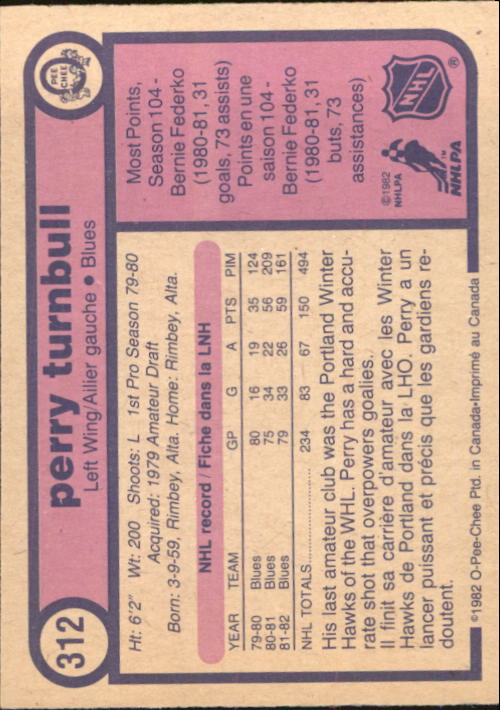 312
perry turnbull
Left Wing/Ailier gauche • Blues
O
PEE
CHEE
Ht: 6'2" Wt: 200 Shoots: L 1st Pro Season 79-80
Acquired: 1979 Amateur Draft
Born: 3-9-59, Rimbey, Alta. Home: Rimbey, Alta.
NHL record / Fiche dans la LNH
YEAR TEAM GP G A PTS PIM
79-80 Blues 80 16 19 35 124
80-81 Blues 75 34 22 56 209
81-82 Blues 79 33 26 59 161
NHL TOTALS 234 83 67 150 494
His last amateur club was the Portland Winter
Hawks of the WHL. Perry has a hard and accu-
rate shot that overpowers goalies.
Il finit sa carrière d'amateur avec les Winter
Hawks de Portland dans la LHO. Perry a un
lancer puissant et précis que les gardiens re-
doutent.
Most Points,
Season 104 -
Bernie Federko
(1980-81, 31
goals, 73 assists)
Points en une
saison 104 -
Bernie Federko
(1980-81, 31
buts, 73
assistances)
©1982
NHLPA
NHLPA
TM
NHL
®
©1982 O-Pee-Chee Ptd. in Canada•Imprimé au Canada